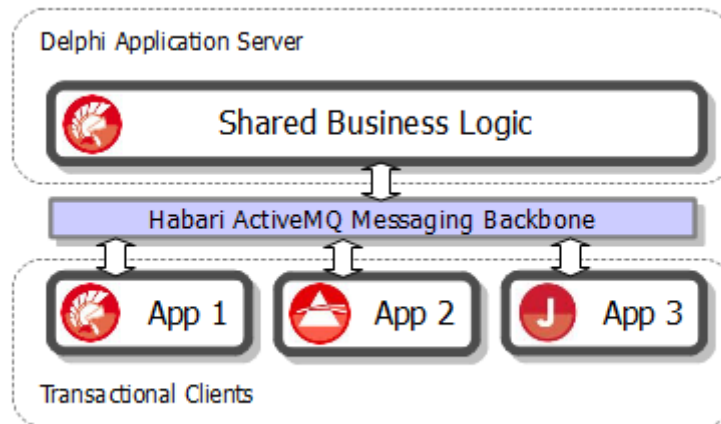 Delphi Application Server
Shared Business Logic
Habari ActiveMQ Messaging Backbone
App 1
App 2
J App 3
Transactional Clients